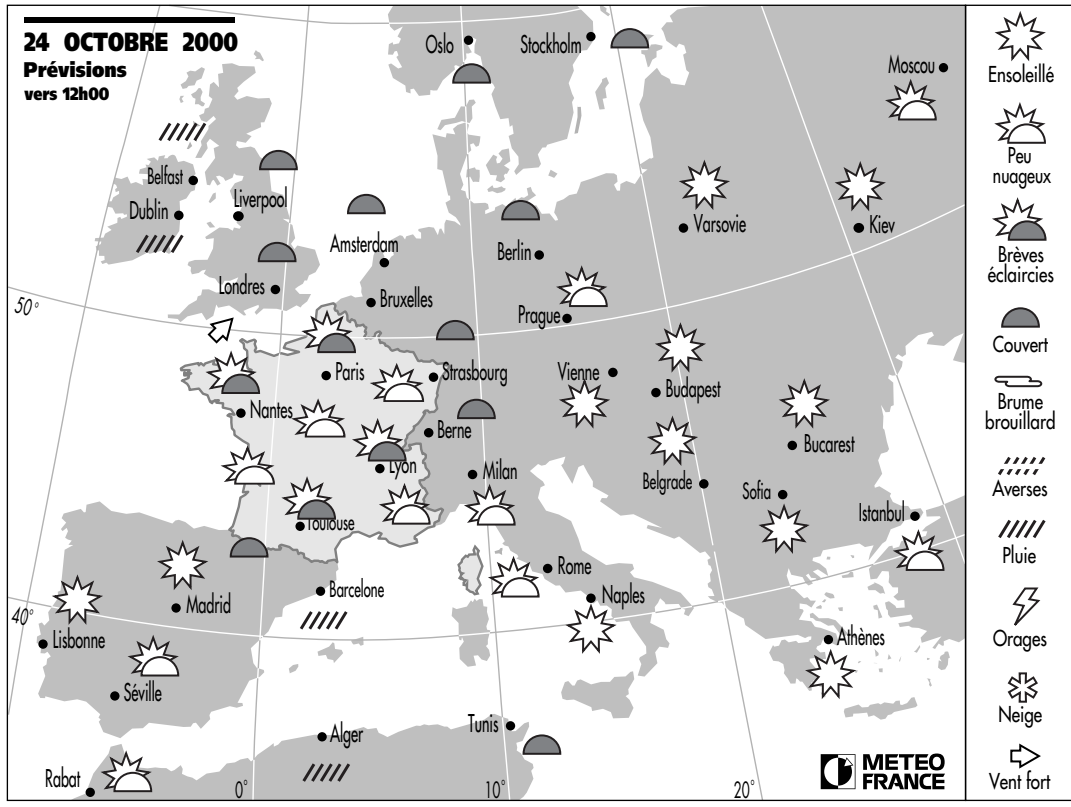 24 OCTOBRE 2000
Prévisions
vers 12h00
Oslo
Stockholm
Moscou
Belfast
Dublin
Liverpool
Amsterdam
Berlin
Varsovie
Kiev
Londres
Bruxelles
Prague
50°
Paris
Strasbourg
Vienne
Budapest
Nantes
Berne
Bucarest
Lyon
Milan
Belgrade
Sofia
Istanbul
Toulouse
Barcelone
Rome
Naples
Madrid
40°
Lisbonne
Athènes
Séville
Alger
Tunis
Rabat
0°
10°
20°
METEO
FRANCE
Ensoleillé
Peu
nuageux
Brèves
éclaircies
Couvert
Brume
brouillard
Averses
Pluie
Orages
Neige
Vent fort